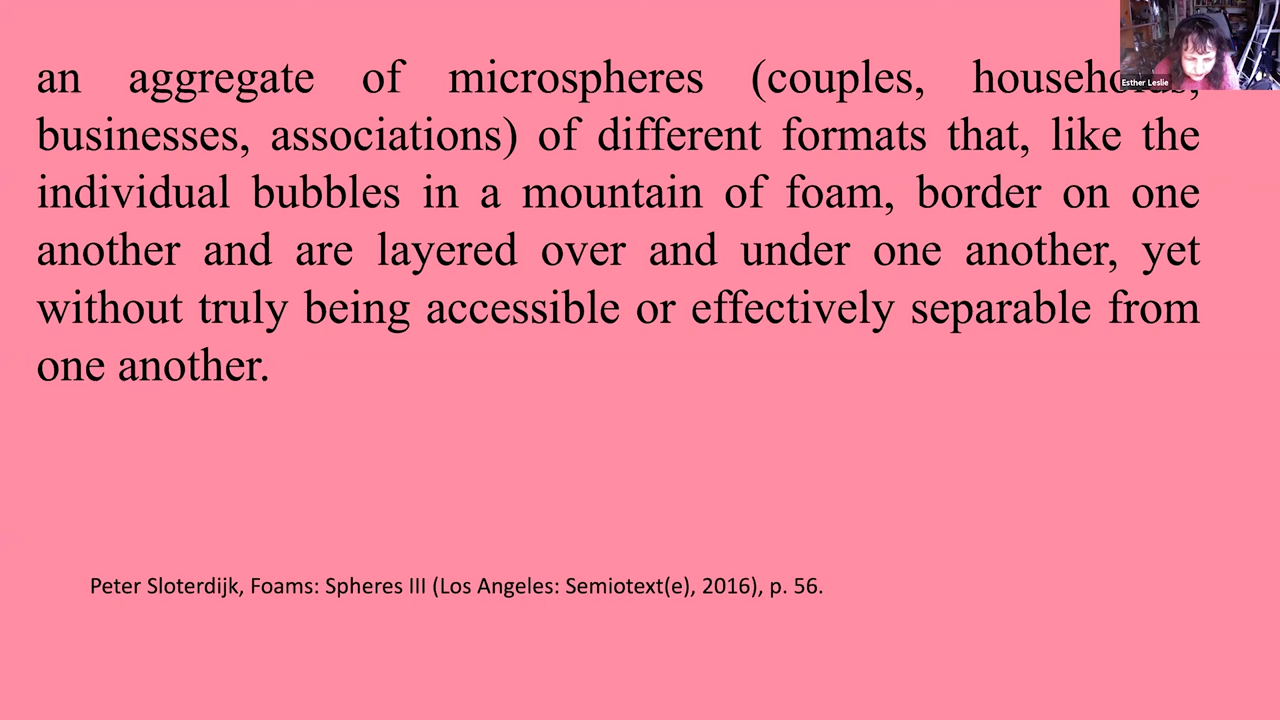 an aggregate of microspheres (couples, households,
businesses, associations) of different formats that, like the
individual bubbles in a mountain of foam, border on one
another and are layered over and under one another, yet
without truly being accessible or effectively separable from
one another.
Peter Sloterdijk, Foams: Spheres III (Los Angeles: Semiotext(e), 2016), p. 56.
Esther Leslie